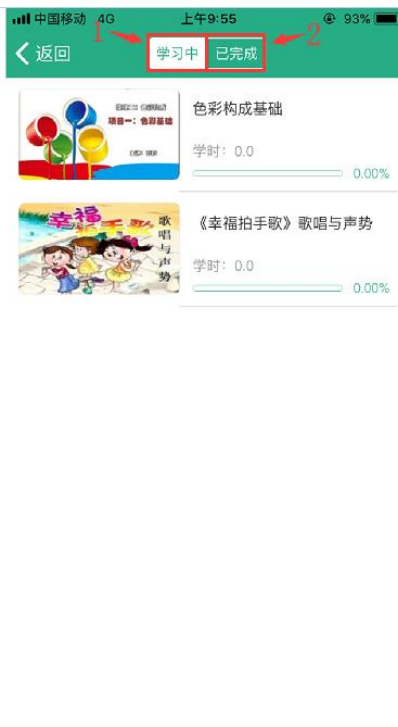 中国移动 4G 上午9:55 93%
1 2
返回 学习中 已完成
项目一：色彩基础
色彩构成基础
学时：0.0
0.00%
幸福拍手歌
歌唱与声势
《幸福拍手歌》歌唱与声势
学时：0.0
0.00%